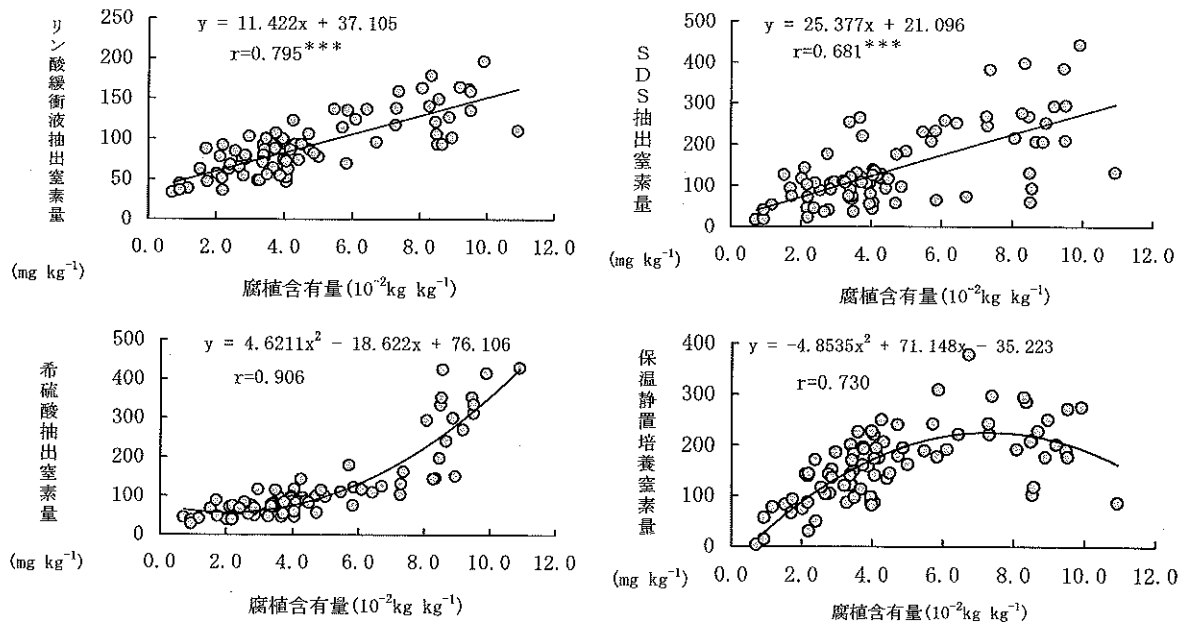 リン酸緩衝液抽出窒素量
250
200
150
100
50
0
y = 11.422x + 37.105
r=0.795***
0.0 2.0 4.0 6.0 8.0 10.0 12.0
(mg kg⁻¹)
腐植含有量(10⁻²kg kg⁻¹)
SDS抽出窒素量
500
400
300
200
100
0
y = 25.377x + 21.096
r=0.681***
0.0 2.0 4.0 6.0 8.0 10.0 12.0
(mg kg⁻¹)
腐植含有量(10⁻²kg kg⁻¹)
希硫酸抽出窒素量
500
400
300
200
100
0
y = 4.6211x² − 18.622x + 76.106
r=0.906
0.0 2.0 4.0 6.0 8.0 10.0 12.0
(mg kg⁻¹)
腐植含有量(10⁻²kg kg⁻¹)
保温静置培養窒素量
400
300
200
100
0
y = −4.8535x² + 71.148x − 35.223
r=0.730
0.0 2.0 4.0 6.0 8.0 10.0 12.0
(mg kg⁻¹)
腐植含有量(10⁻²kg kg⁻¹)